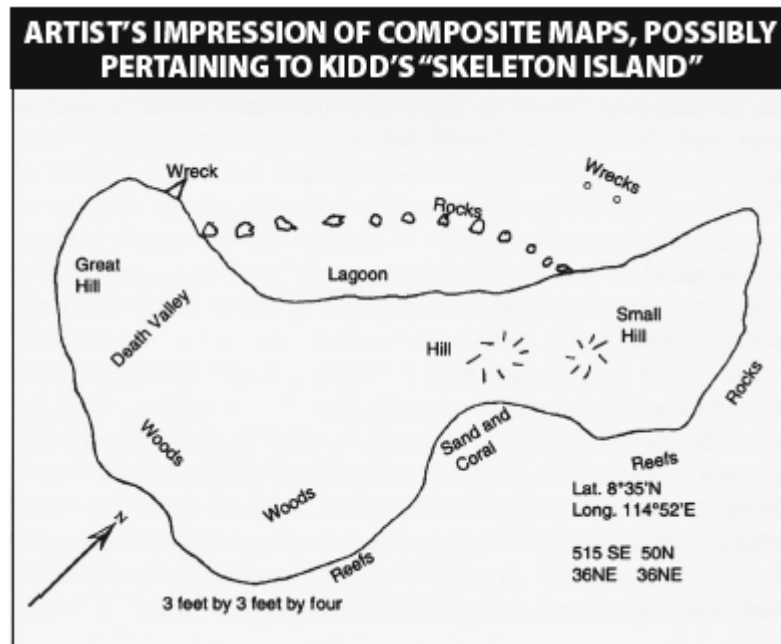 ARTIST'S IMPRESSION OF COMPOSITE MAPS, POSSIBLY
PERTAINING TO KIDD'S "SKELETON ISLAND"
Wreck
Wrecks
Rocks
Great
Hill
Lagoon
Death Valley
Small
Hill
Hill
Rocks
Sand and
Coral
Woods
Reefs
Woods
Lat. 8°35'N
Long. 114°52'E
N
Reefs
515 SE 50N
36NE 36NE
3 feet by 3 feet by four